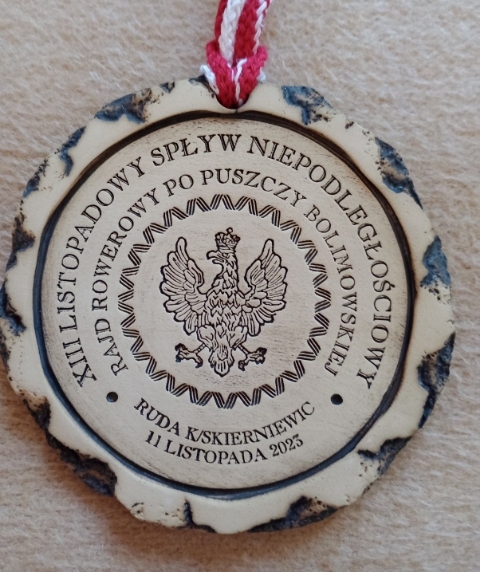 XIII LISTOPADOWY SPŁYW NIEPODLEGŁOŚCIOWY
RAJD ROWEROWY PO PUSZCZY BOLIMOWSKIEJ
RUDA K/SKIERNIEWIC
11 LISTOPADA 2023